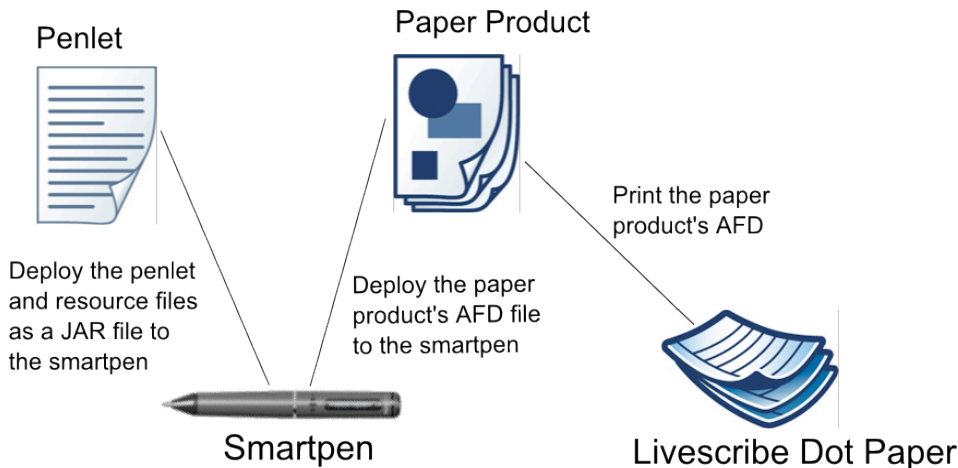 Penlet
Paper Product
Print the paper
product's AFD
Deploy the penlet
and resource files
as a JAR file to
the smartpen
Deploy the paper
product's AFD file
to the smartpen
Smartpen
Livescribe Dot Paper